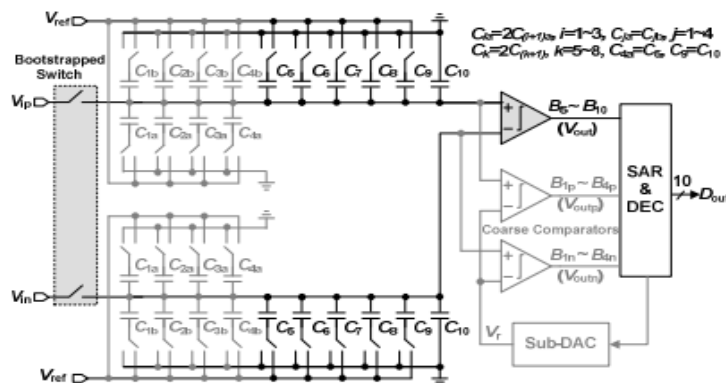 Vref
Cia=2C(i+1)a, i=1~3, Cja=Cjb, j=1~4
Ck=2C(k+1), k=5~8, C4a=C5, C9=C10
Bootstrapped
Switch
C1b C2b C3b C4b C5 C6 C7 C8 C9 C10
Vip
C1a C2a C3a C4a
B5~ B10
(Vout)
SAR
&
DEC
10
Dout
B1p~ B4p
(Voutp)
Coarse Comparators
B1n~ B4n
(Voutn)
C1a C2a C3a C4a
Vin
C1b C2b C3b C4b C5 C6 C7 C8 C9 C10
Vr
Sub-DAC
Vref